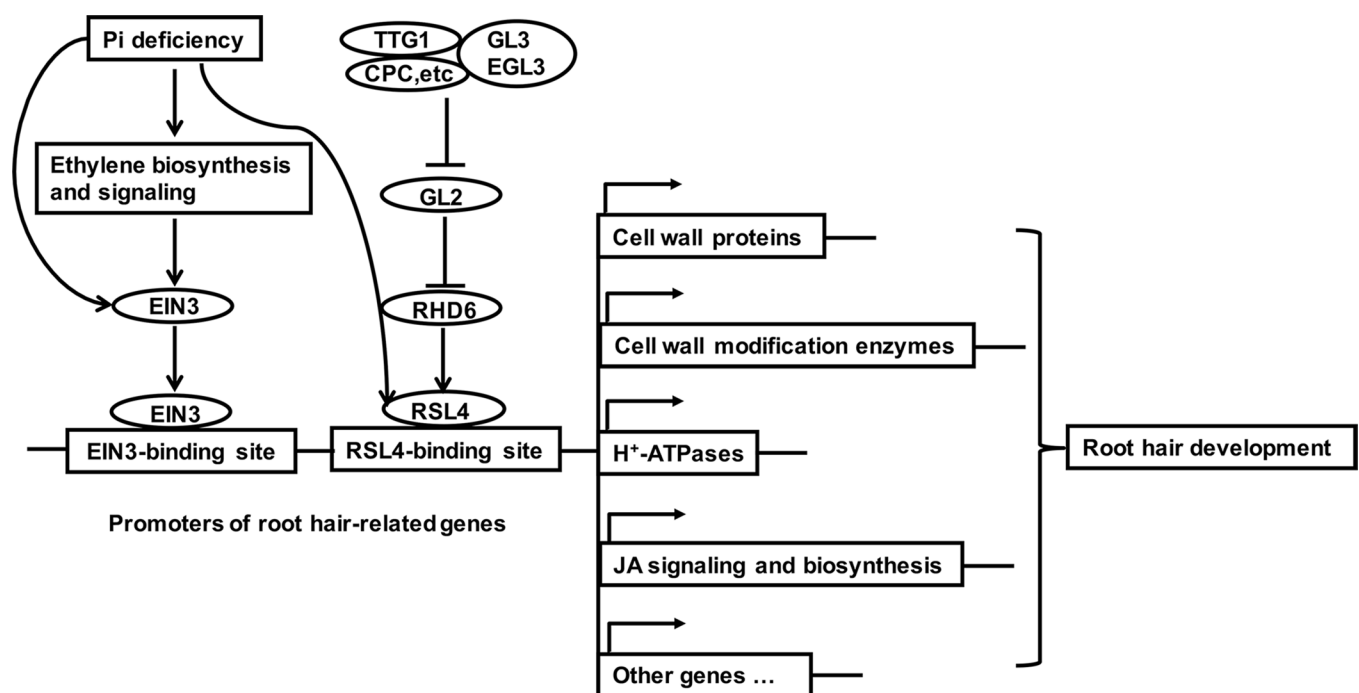 Pi deficiency
Ethylene biosynthesis
and signaling
EIN3
EIN3
EIN3-binding site
TTG1
CPC,etc
GL3
EGL3
GL2
RHD6
RSL4
RSL4-binding site
Promoters of root hair-related genes
Cell wall proteins
Cell wall modification enzymes
H⁺-ATPases
JA signaling and biosynthesis
Other genes ...
Root hair development